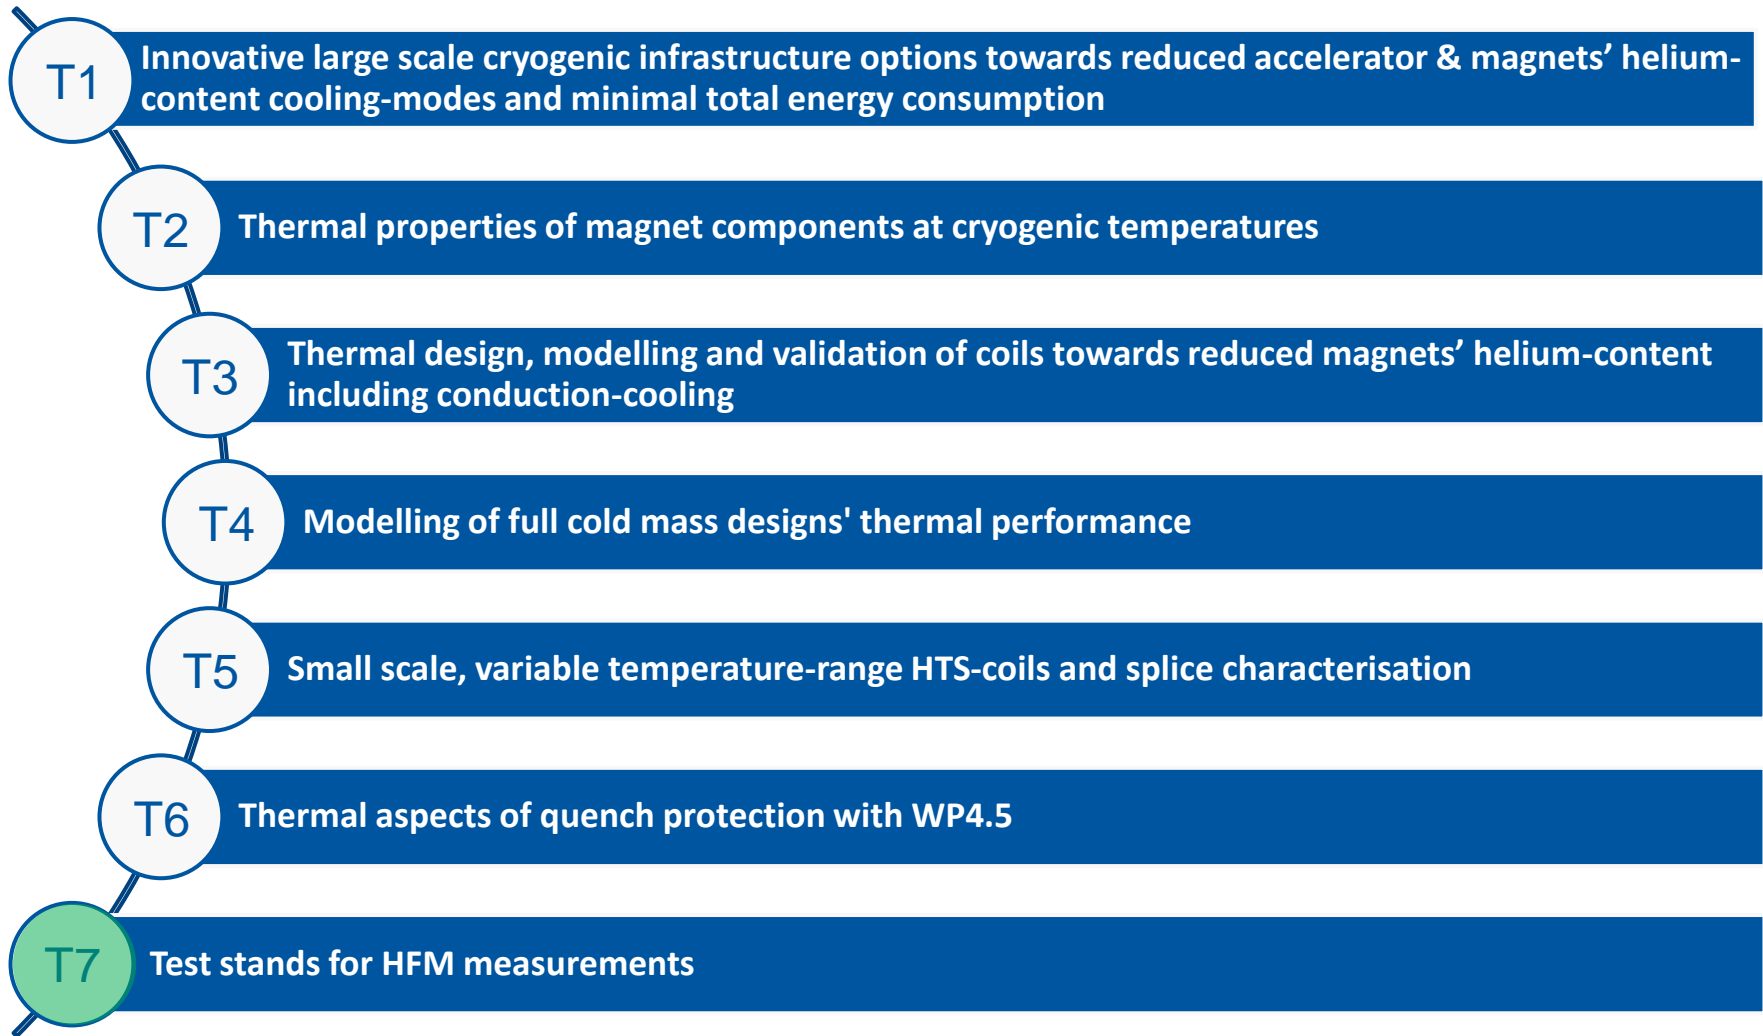 T1
Innovative large scale cryogenic infrastructure options towards reduced accelerator & magnets’ helium-
content cooling-modes and minimal total energy consumption
T2
Thermal properties of magnet components at cryogenic temperatures
T3
Thermal design, modelling and validation of coils towards reduced magnets’ helium-content
including conduction-cooling
T4
Modelling of full cold mass designs' thermal performance
T5
Small scale, variable temperature-range HTS-coils and splice characterisation
T6
Thermal aspects of quench protection with WP4.5
T7
Test stands for HFM measurements